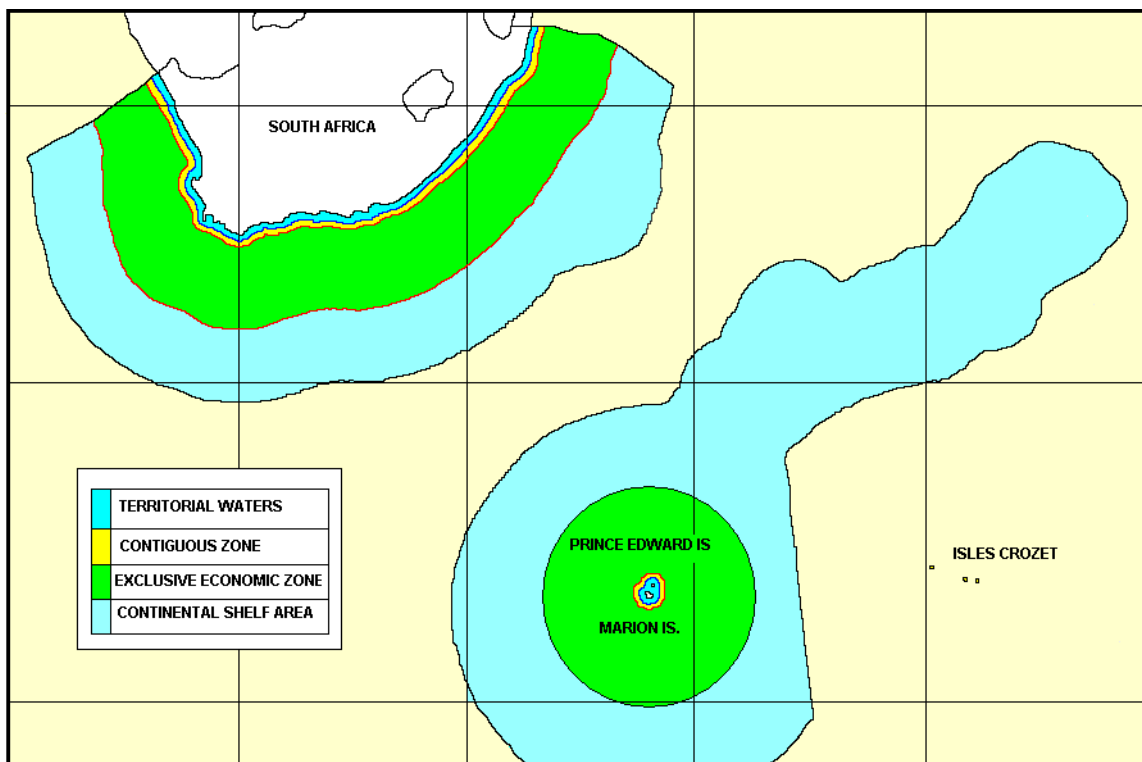 SOUTH AFRICA
TERRITORIAL WATERS
CONTIGUOUS ZONE
EXCLUSIVE ECONOMIC ZONE
CONTINENTAL SHELF AREA
PRINCE EDWARD IS
MARION IS.
ISLES CROZET